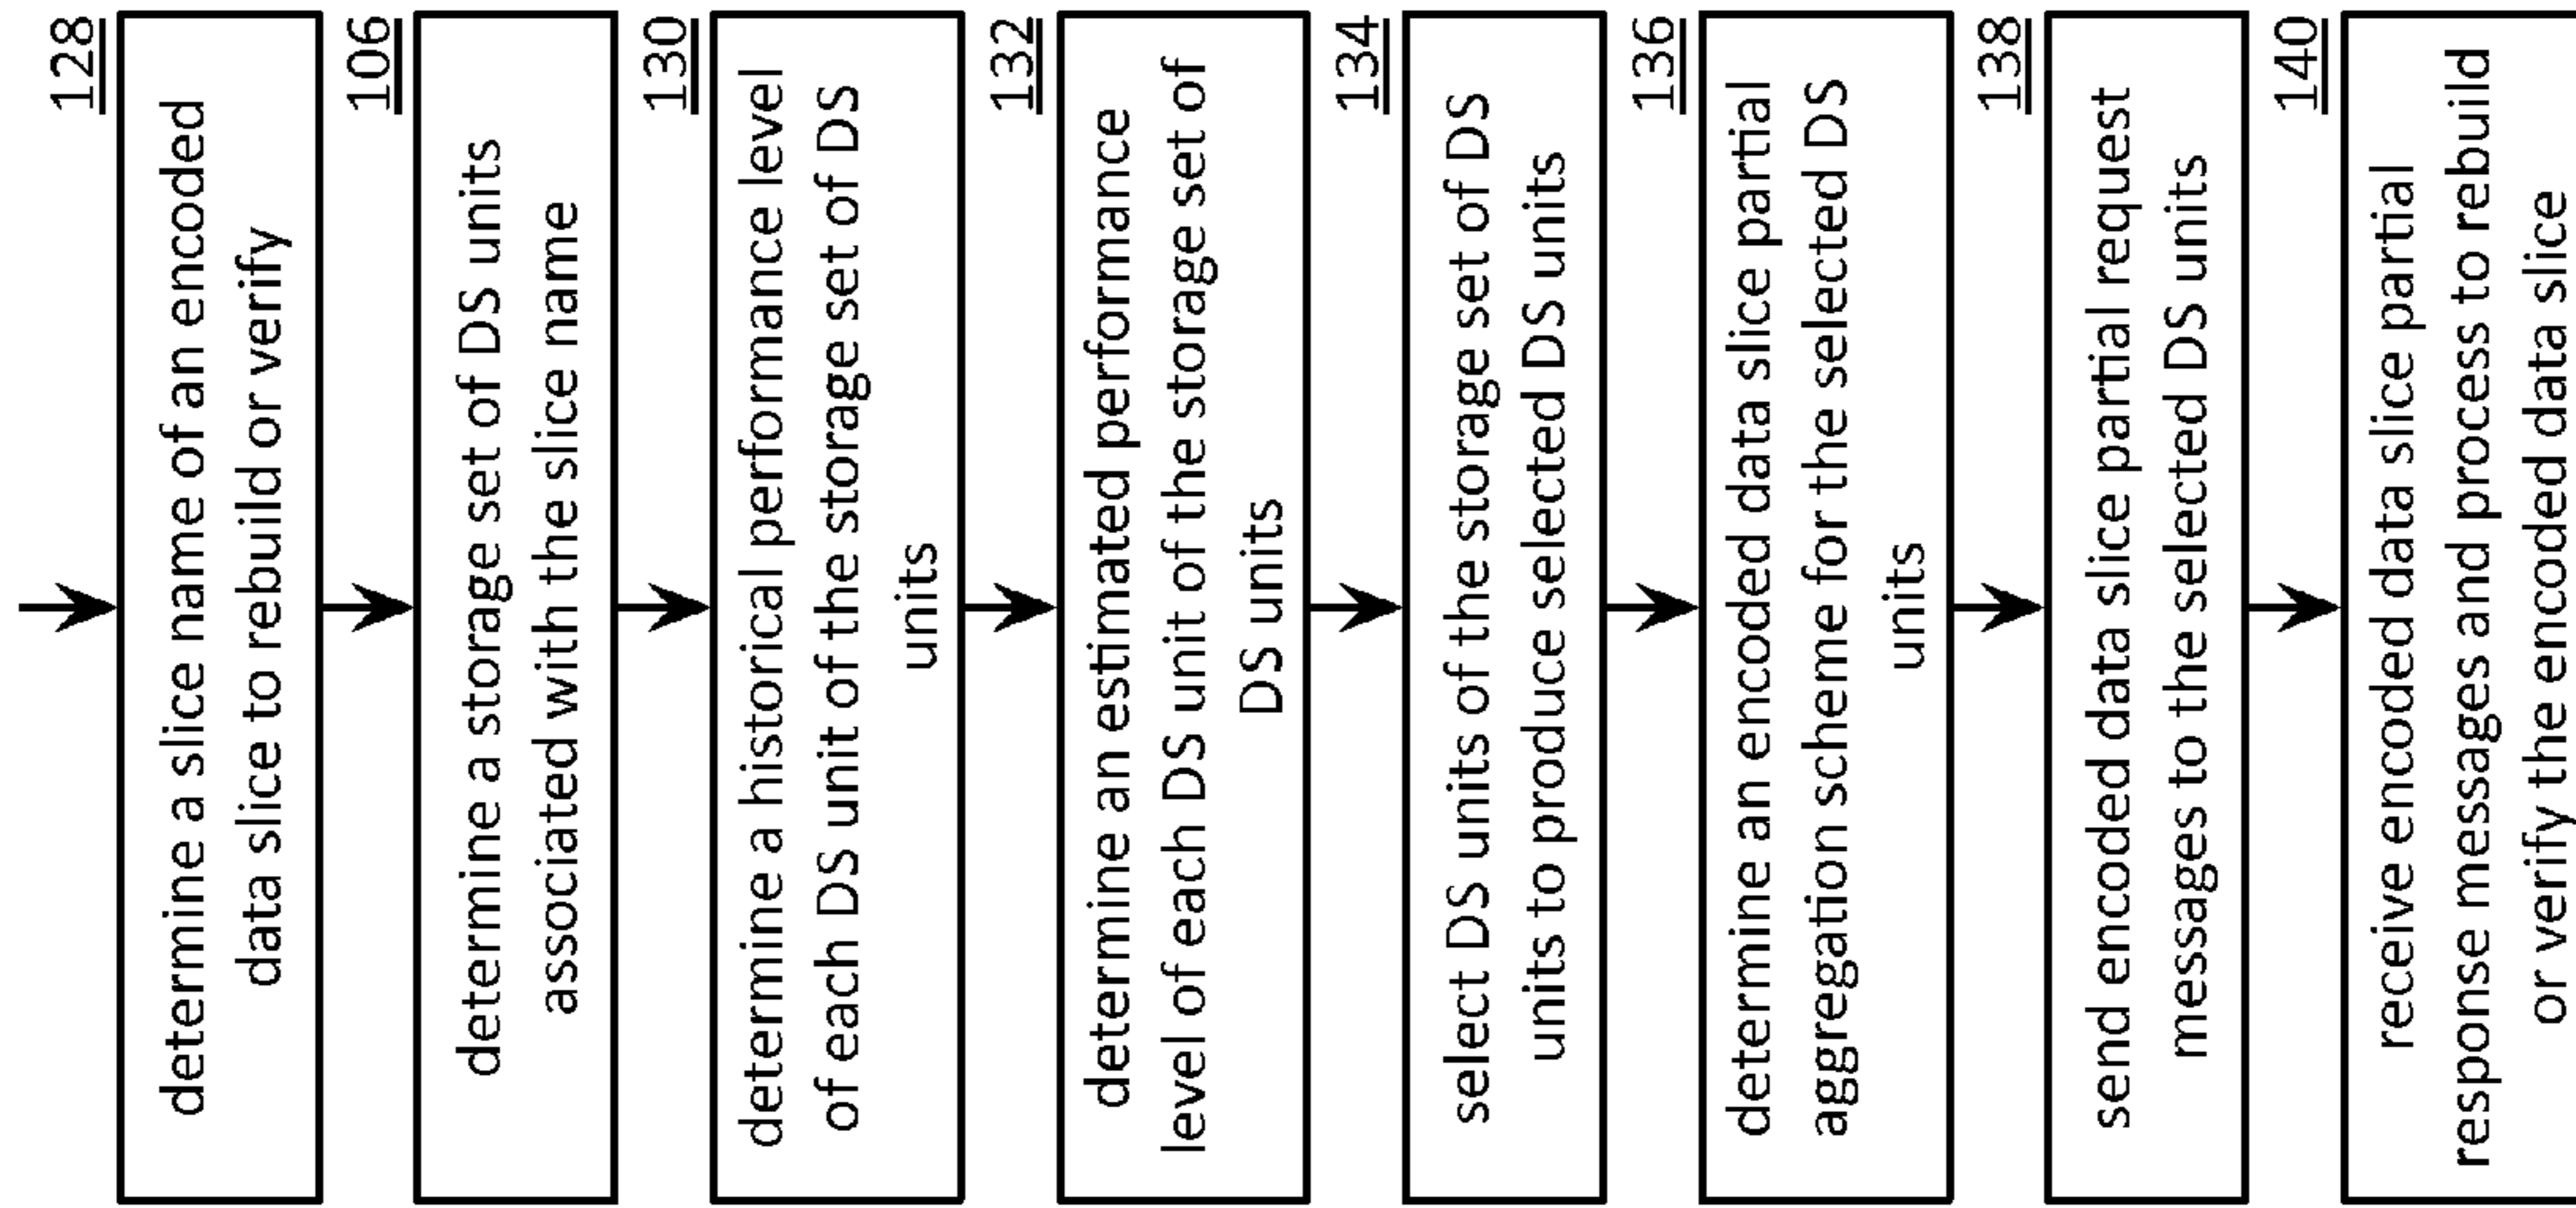 128
determine a slice name of an encoded
data slice to rebuild or verify
106
determine a storage set of DS units
associated with the slice name
130
determine a historical performance level
of each DS unit of the storage set of DS
units
132
determine an estimated performance
level of each DS unit of the storage set of
DS units
134
select DS units of the storage set of DS
units to produce selected DS units
136
determine an encoded data slice partial
aggregation scheme for the selected DS
units
138
send encoded data slice partial request
messages to the selected DS units
140
receive encoded data slice partial
response messages and process to rebuild
or verify the encoded data slice